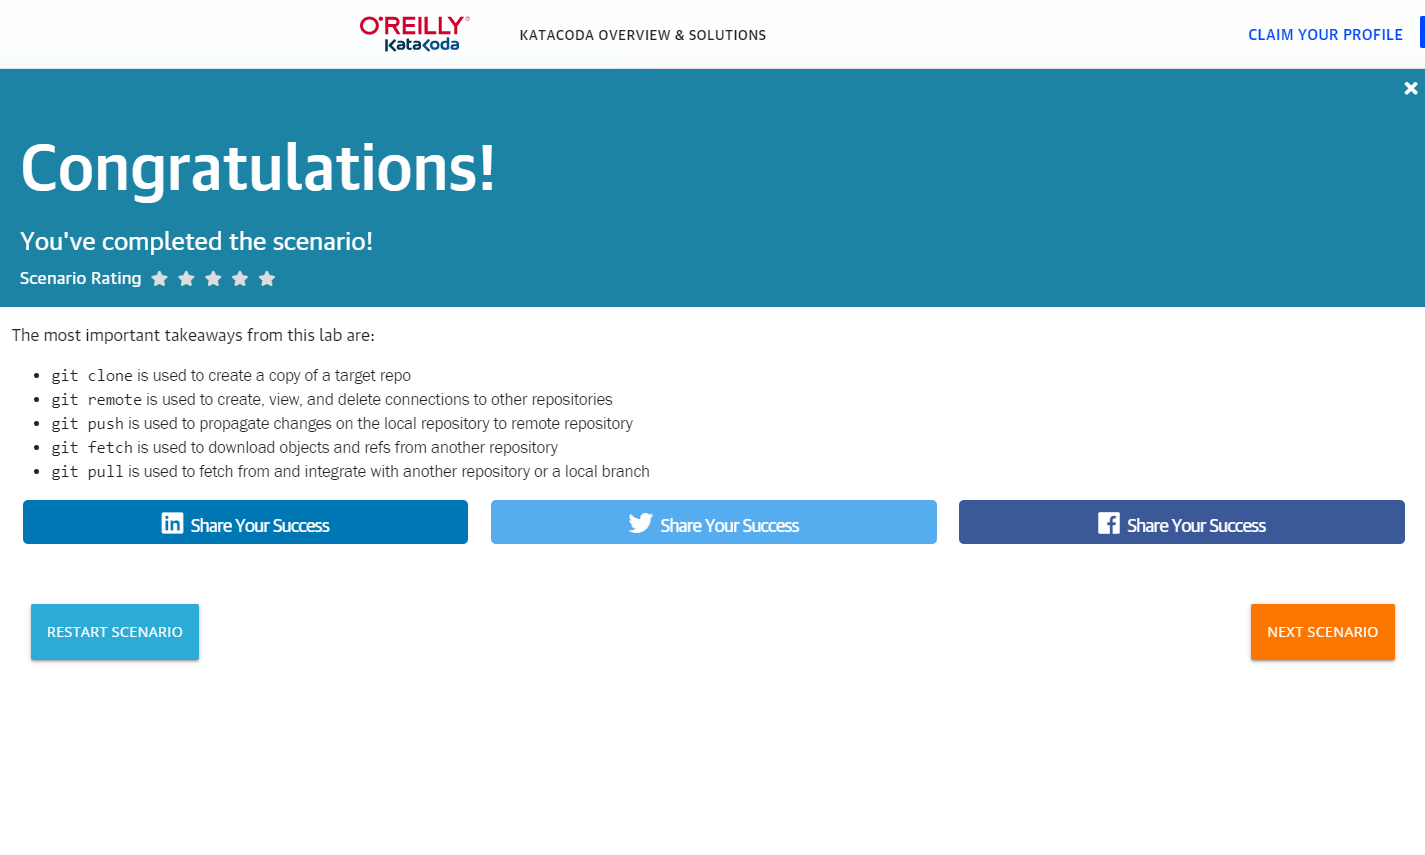 O'REILLY®
Katacoda
KATACODA OVERVIEW & SOLUTIONS
CLAIM YOUR PROFILE
Congratulations!
You've completed the scenario!
Scenario Rating
The most important takeaways from this lab are:
• git clone is used to create a copy of a target repo
• git remote is used to create, view, and delete connections to other repositories
• git push is used to propagate changes on the local repository to remote repository
• git fetch is used to download objects and refs from another repository
• git pull is used to fetch from and integrate with another repository or a local branch
in Share Your Success
Share Your Success
f Share Your Success
RESTART SCENARIO
NEXT SCENARIO